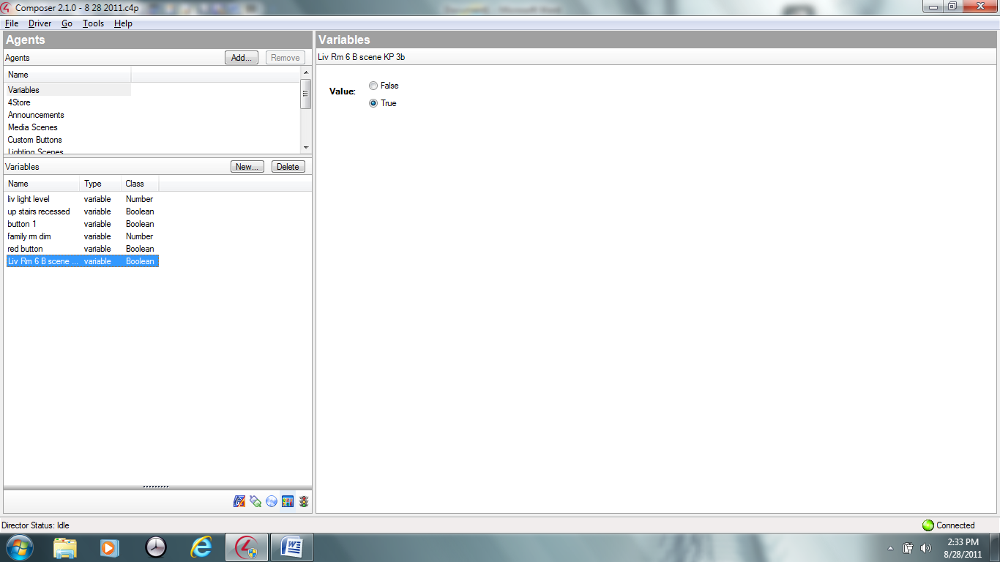 Composer 2.1.0 - 8 28 2011.c4p
File Driver Go Tools Help
Agents
Agents Add... Remove
Name
Variables
4Store
Announcements
Media Scenes
Custom Buttons
Lighting Scenes
Variables New... Delete
Name Type Class
liv light level variable Number
up stairs recessed variable Boolean
button 1 variable Boolean
family rm dim variable Number
red button variable Boolean
Liv Rm 6 B scene ... variable Boolean
Variables
Liv Rm 6 B scene KP 3b
Value:
False
True
Director Status: Idle
Connected
2:33 PM
8/28/2011